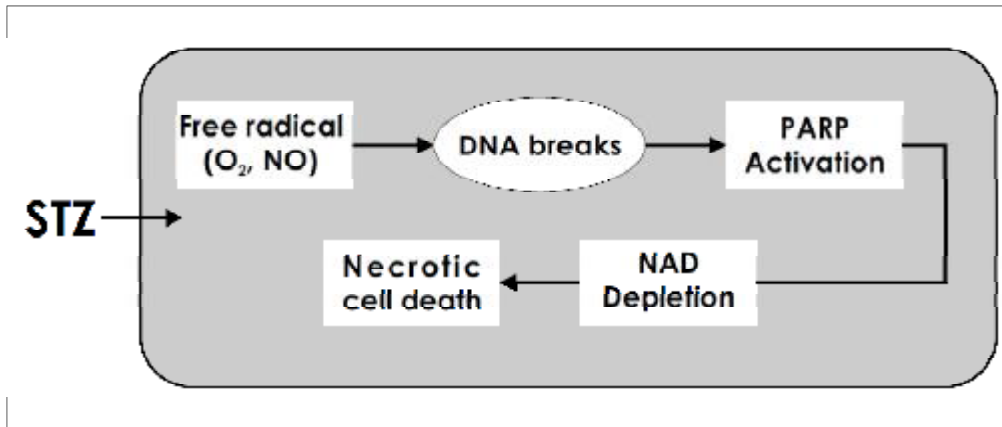 STZ
Free radical
(O₂, NO)
DNA breaks
PARP
Activation
NAD
Depletion
Necrotic
cell death